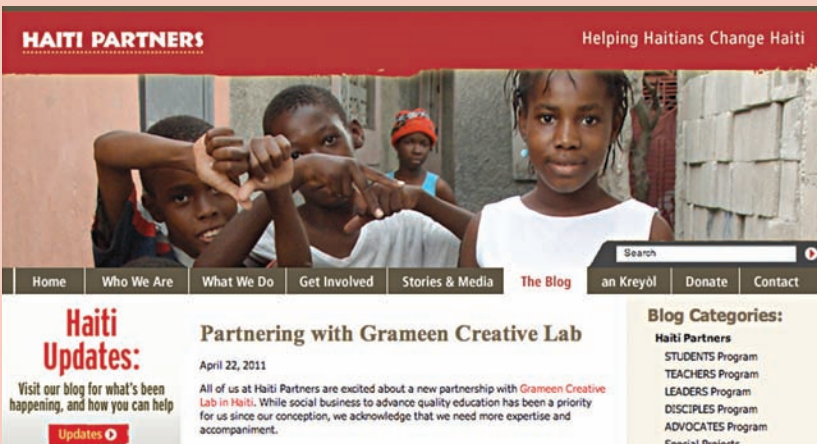 HAITI PARTNERS
Helping Haitians Change Haiti
Search
Home
Who We Are
What We Do
Get Involved
Stories & Media
The Blog
an Kreyòl
Donate
Contact
Haiti
Updates:
Visit our blog for what's been
happening, and how you can help
Updates
Partnering with Grameen Creative Lab
April 22, 2011
All of us at Haiti Partners are excited about a new partnership with Grameen Creative
Lab in Haiti. While social business to advance quality education has been a priority
for us since our conception, we acknowledge that we need more expertise and
accompaniment.
Blog Categories:
Haiti Partners
STUDENTS Program
TEACHERS Program
LEADERS Program
DISCIPLES Program
ADVOCATES Program
Special Projects